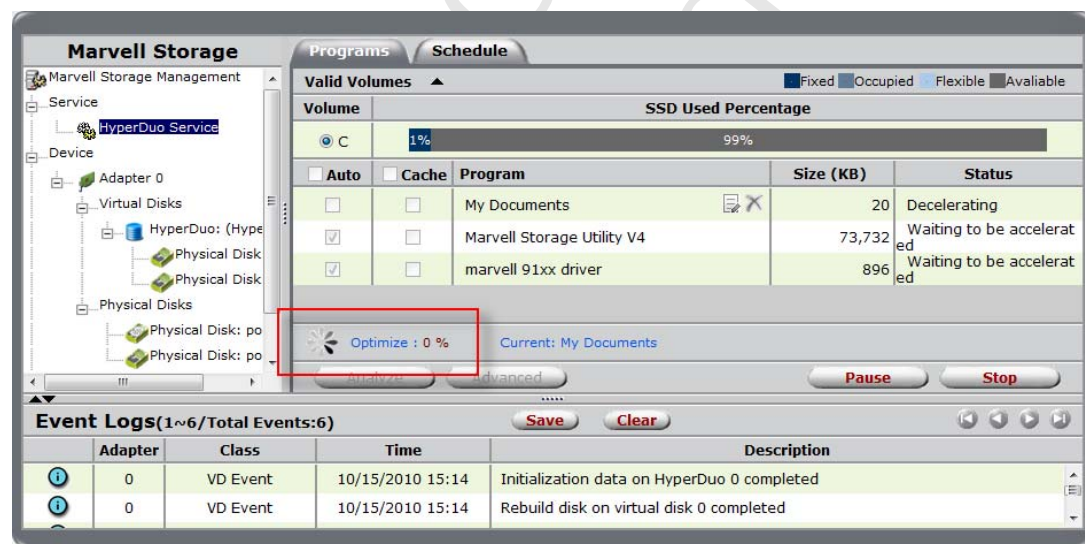 Marvell Storage
Programs
Schedule
Marvell Storage Management
Service
HyperDuo Service
Device
Adapter 0
Virtual Disks
HyperDuo: (Hype
Physical Disk
Physical Disk
Physical Disks
Physical Disk: po
Physical Disk: po
Valid Volumes
Fixed Occupied Flexible Avaliable
Volume SSD Used Percentage
C 1% 99%
Auto Cache Program Size (KB) Status
My Documents 20 Decelerating
Marvell Storage Utility V4 73,732 Waiting to be accelerat
ed
marvell 91xx driver 896 Waiting to be accelerat
ed
Optimize : 0 % Current: My Documents
Analyze Advanced Pause Stop
Event Logs(1~6/Total Events:6) Save Clear
Adapter Class Time Description
0 VD Event 10/15/2010 15:14 Initialization data on HyperDuo 0 completed
0 VD Event 10/15/2010 15:14 Rebuild disk on virtual disk 0 completed